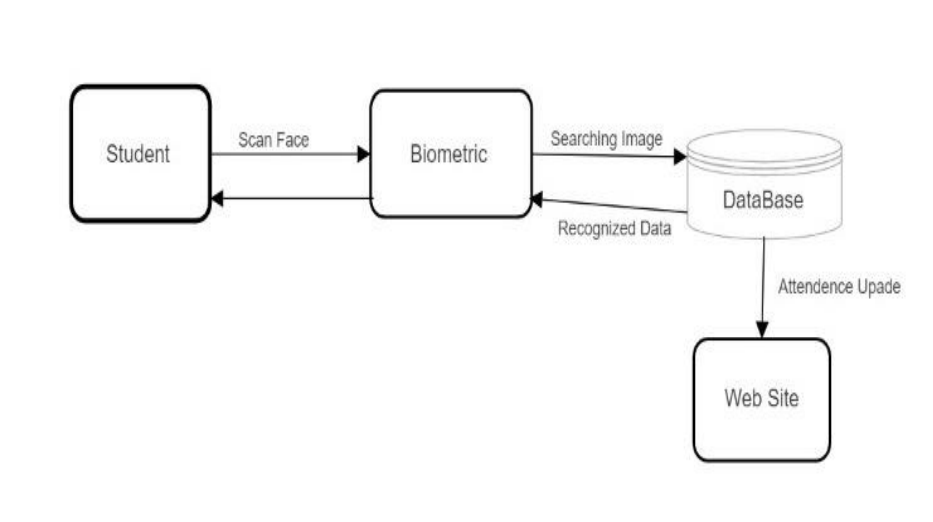 Student
Scan Face
Biometric
Searching Image
DataBase
Recognized Data
Attendence Upade
Web Site